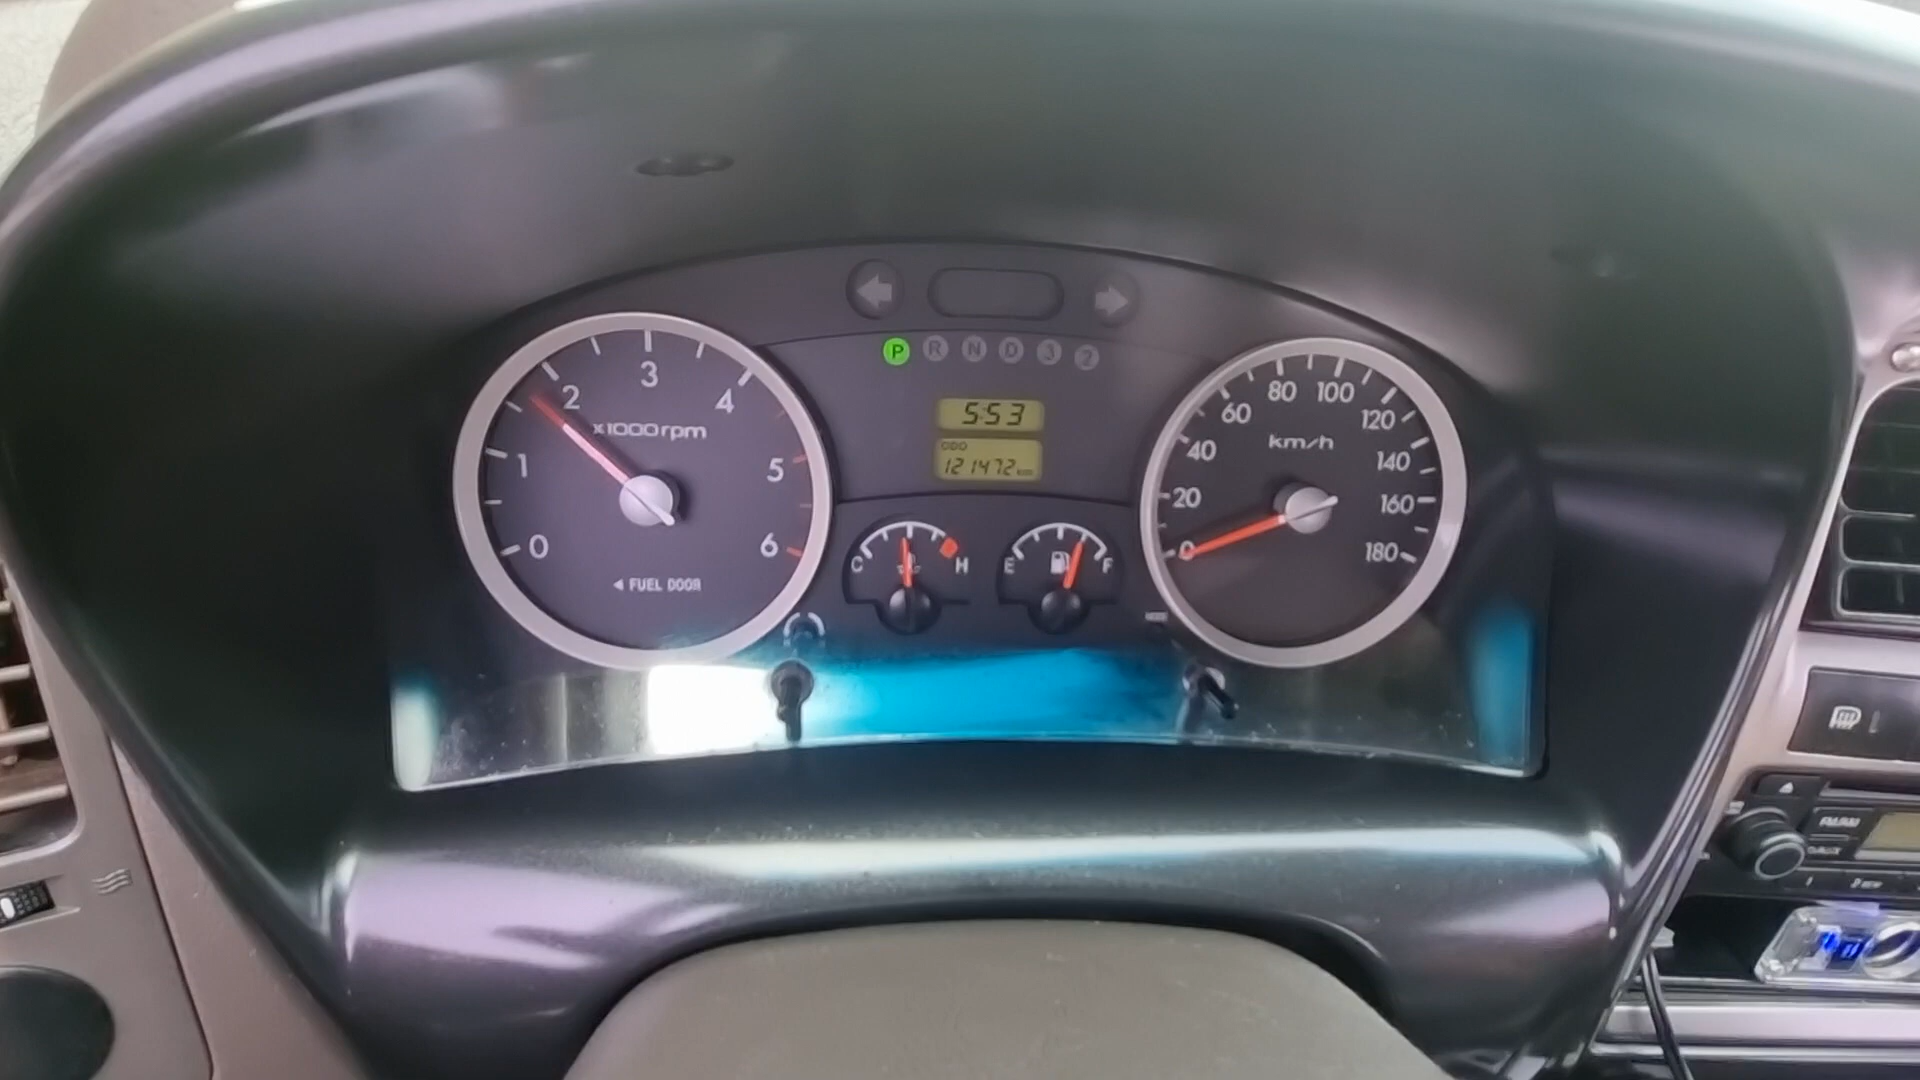 P R N D 3 2
5:53
ODO
121472 km
0 1 2 3 4 5 6
x1000rpm
◄ FUEL DOOR
C H
E F
0 20 40 60 80 100 120 140 160 180
km/h